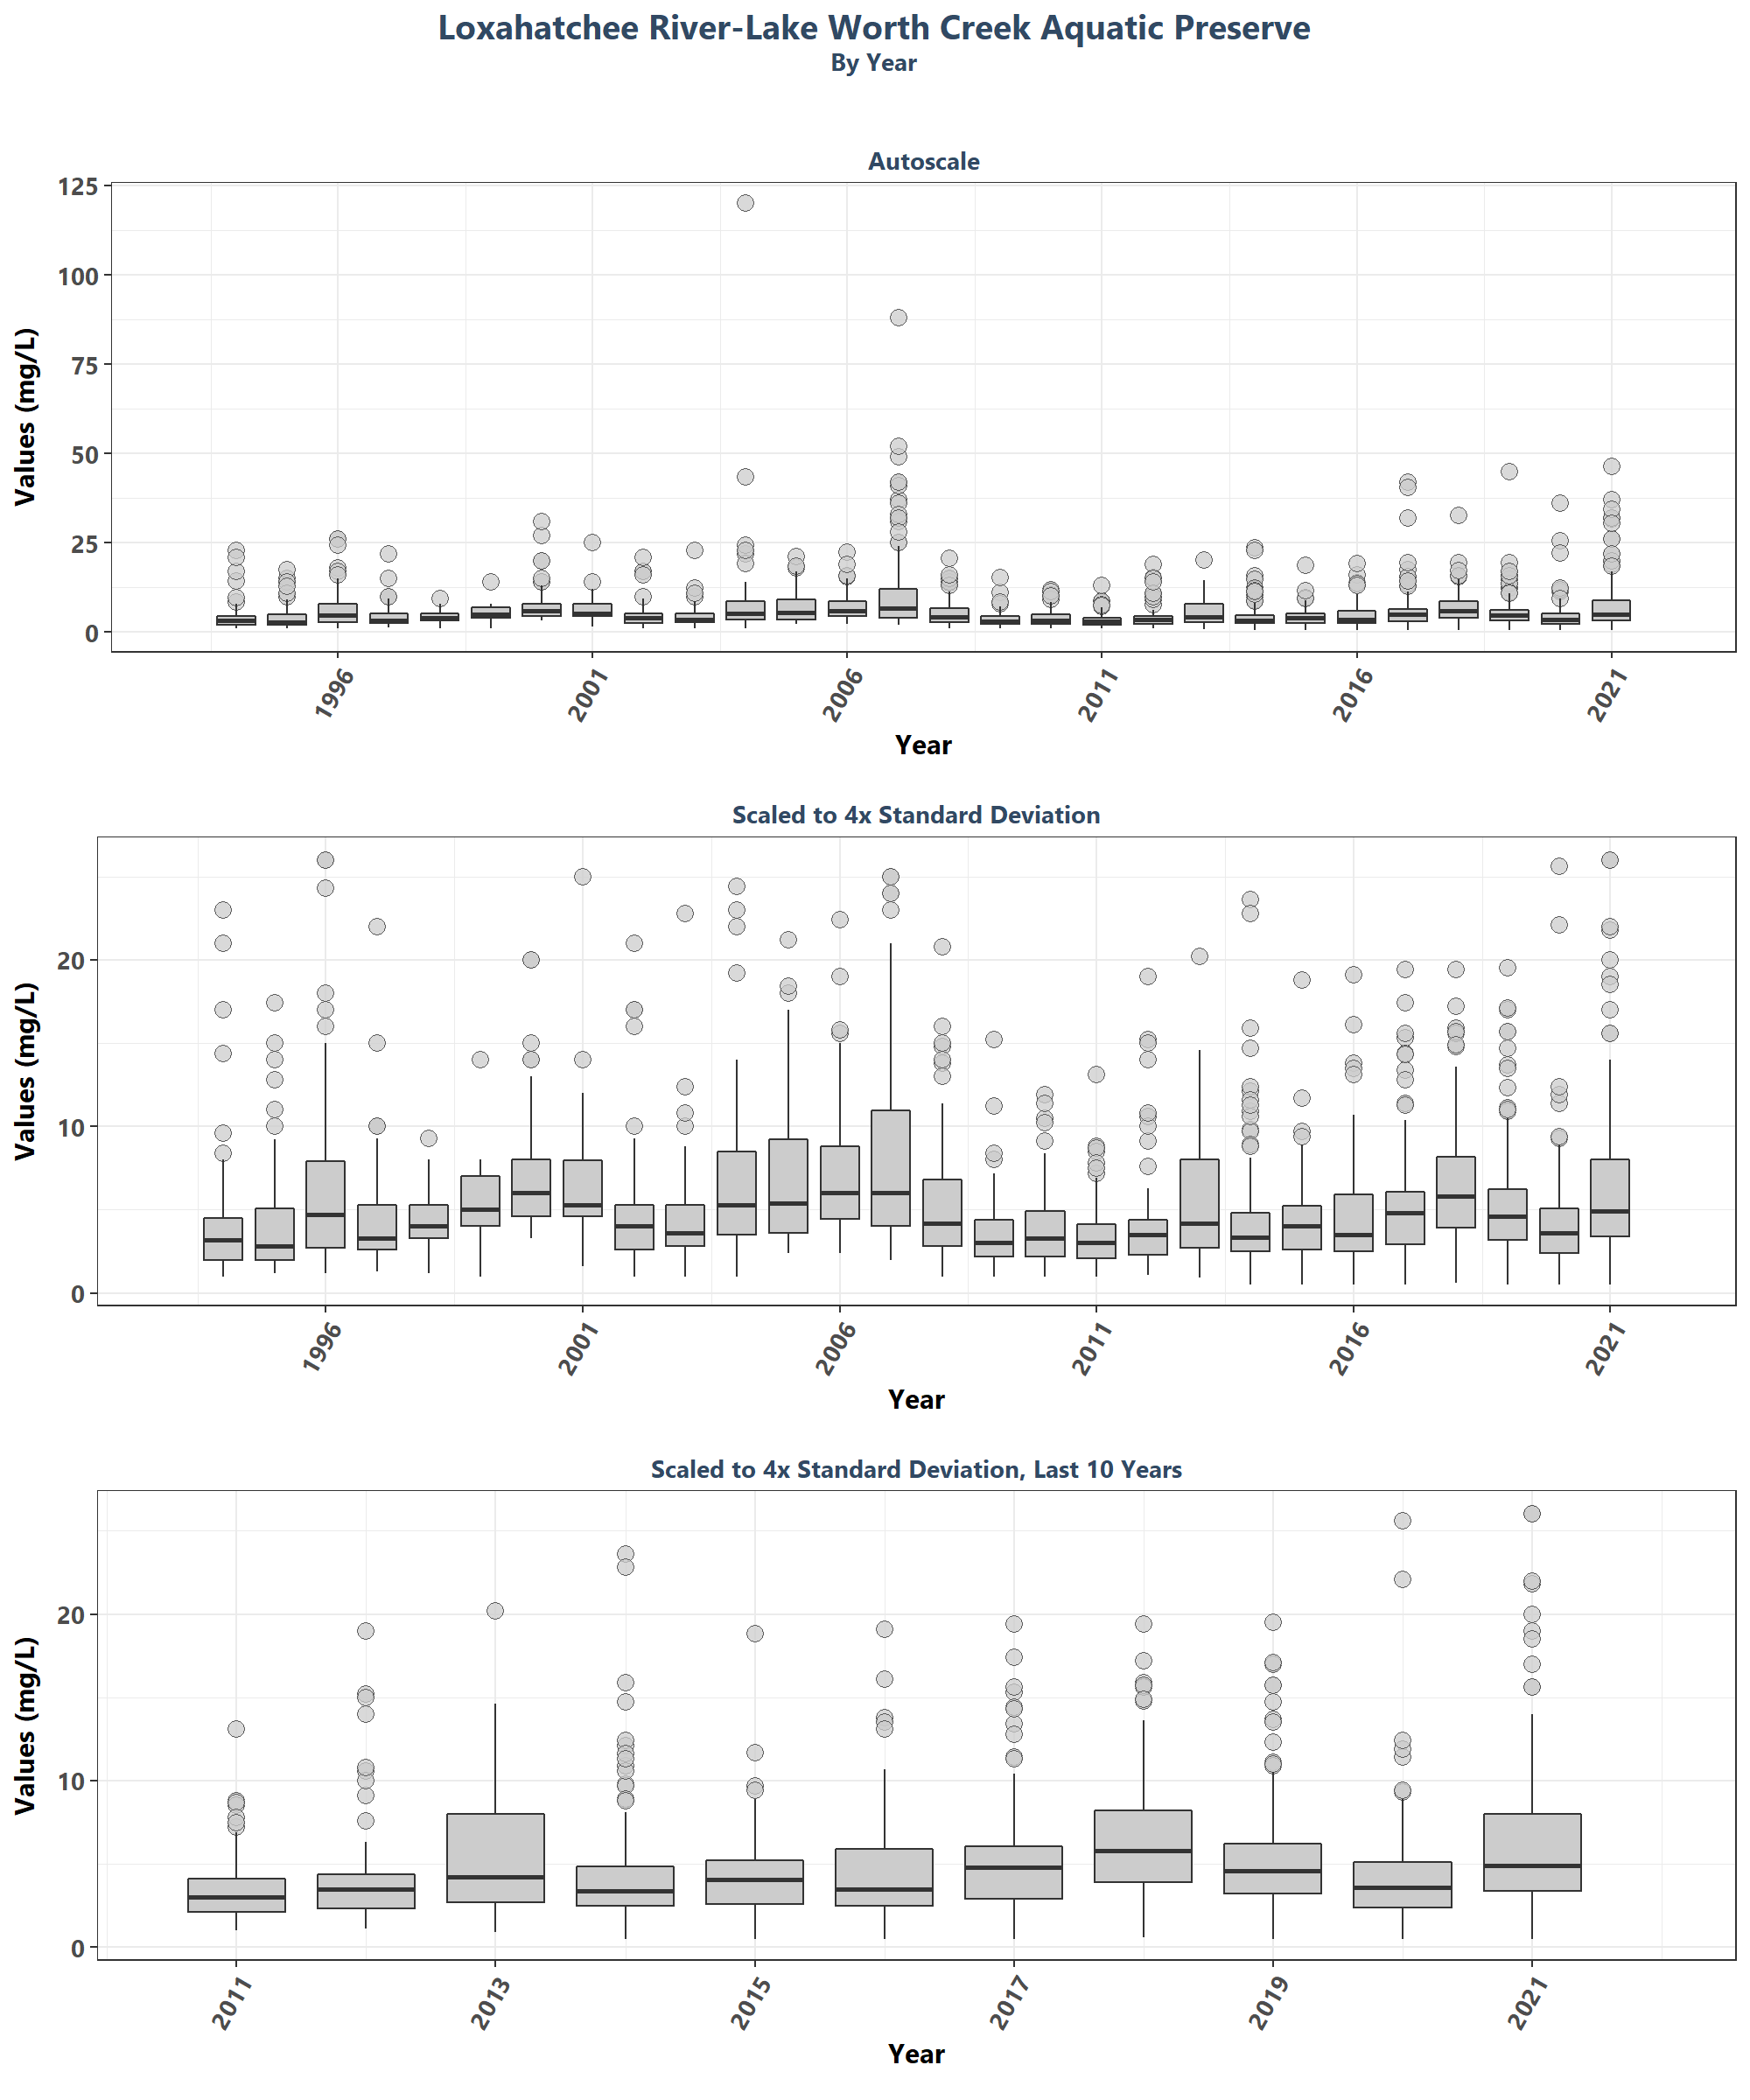 Loxahatchee River-Lake Worth Creek Aquatic Preserve
By Year
Autoscale
Values (mg/L)
125
100
75
50
25
0
1996
2001
2006
2011
2016
2021
Year
Scaled to 4x Standard Deviation
Values (mg/L)
20
10
0
1996
2001
2006
2011
2016
2021
Year
Scaled to 4x Standard Deviation, Last 10 Years
Values (mg/L)
20
10
0
2011
2013
2015
2017
2019
2021
Year